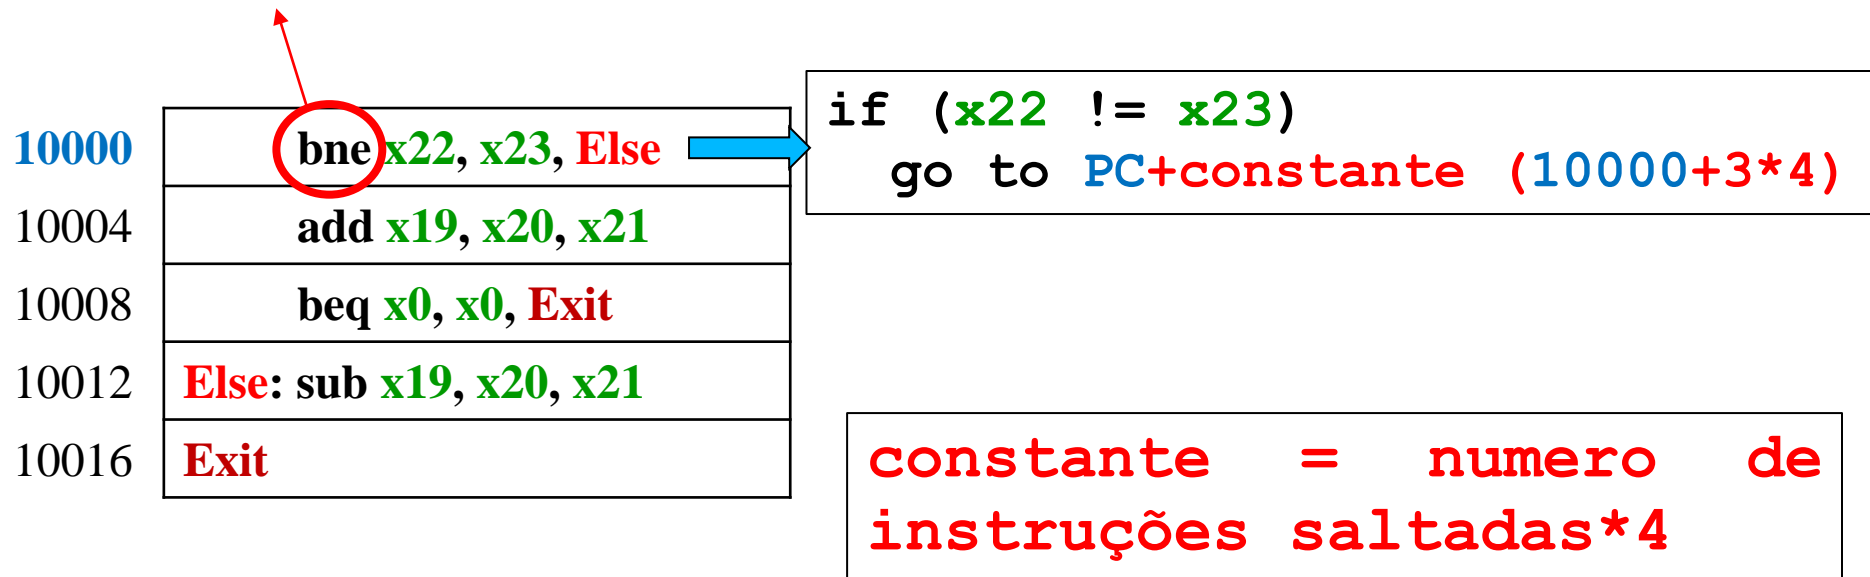 10000 bne x22, x23, Else
if (x22 != x23)
go to PC+constante (10000+3*4)
10004 add x19, x20, x21
10008 beq x0, x0, Exit
10012 Else: sub x19, x20, x21
10016 Exit
constante = numero de
instruções saltadas*4